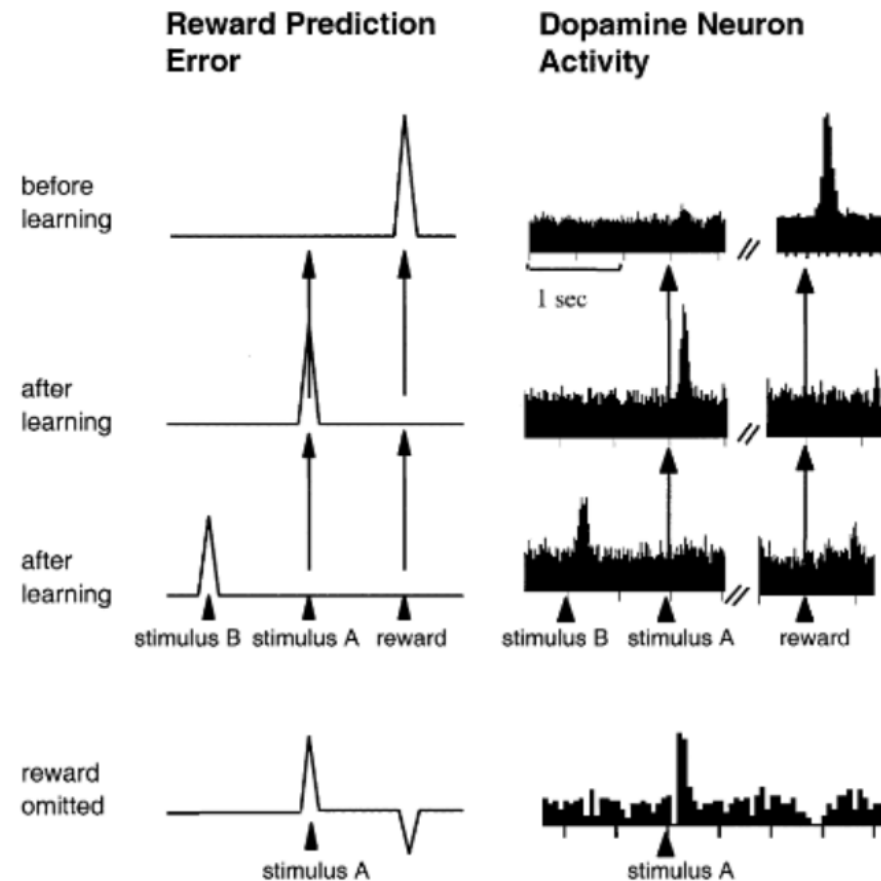 Reward Prediction
Error
Dopamine Neuron
Activity
before
learning
1 sec
after
learning
after
learning
stimulus B stimulus A reward
stimulus B stimulus A reward
reward
omitted
stimulus A
stimulus A